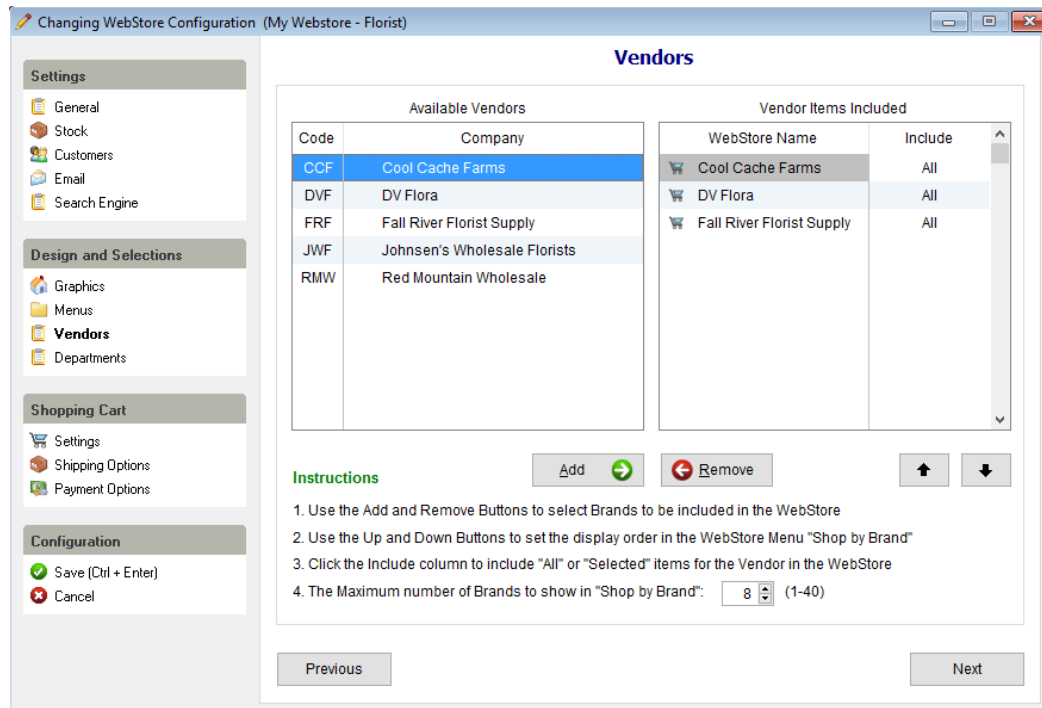 Changing WebStore Configuration (My Webstore - Florist)
Settings
General
Stock
Customers
Email
Search Engine
Design and Selections
Graphics
Menus
Vendors
Departments
Shopping Cart
Settings
Shipping Options
Payment Options
Configuration
Save (Ctrl + Enter)
Cancel
Vendors
Available Vendors
Code Company
CCF Cool Cache Farms
DVF DV Flora
FRF Fall River Florist Supply
JWF Johnsen's Wholesale Florists
RMW Red Mountain Wholesale
Vendor Items Included
WebStore Name Include
Cool Cache Farms All
DV Flora All
Fall River Florist Supply All
Add
Remove
Instructions
1. Use the Add and Remove Buttons to select Brands to be included in the WebStore
2. Use the Up and Down Buttons to set the display order in the WebStore Menu "Shop by Brand"
3. Click the Include column to include "All" or "Selected" items for the Vendor in the WebStore
4. The Maximum number of Brands to show in "Shop by Brand": 8 (1-40)
Previous
Next